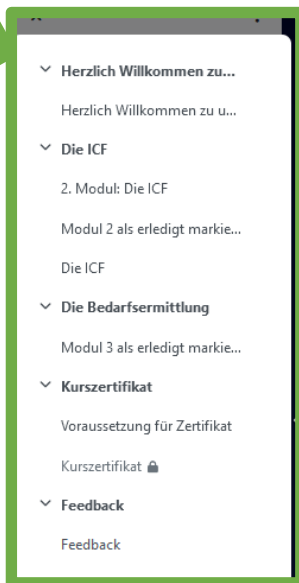 Herzlich Willkommen zu...
Herzlich Willkommen zu u...
Die ICF
2. Modul: Die ICF
Modul 2 als erledigt markie...
Die ICF
Die Bedarfsermittlung
Modul 3 als erledigt markie...
Kurszertifikat
Voraussetzung für Zertifikat
Kurszertifikat
Feedback
Feedback